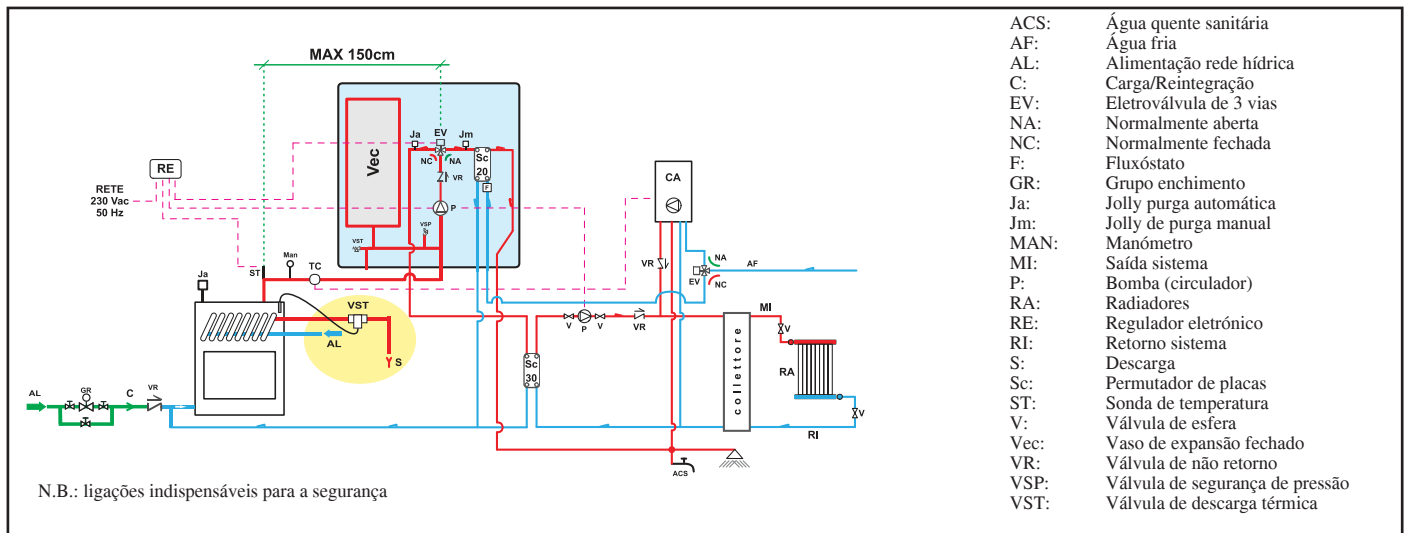 MAX 150cm
Vec
Ja
EV
Jm
NC
NA
Sc
20
F
VR
P
VSP
VST
RE
RETE
230 Vac
50 Hz
CA
ST
Man
TC
Ja
VST
AL
S
VR
EV
NA
NC
AF
MI
V
P
V
VR
V
RA
collettore
Sc
30
V
RI
AL
GR
C
VR
ACS
N.B.: ligações indispensáveis para a segurança
ACS: Água quente sanitária
AF: Água fria
AL: Alimentação rede hídrica
C: Carga/Reintegração
EV: Eletroválvula de 3 vias
NA: Normalmente aberta
NC: Normalmente fechada
F: Fluxóstato
GR: Grupo enchimento
Ja: Jolly purga automática
Jm: Jolly de purga manual
MAN: Manómetro
MI: Saída sistema
P: Bomba (circulador)
RA: Radiadores
RE: Regulador eletrónico
RI: Retorno sistema
S: Descarga
Sc: Permutador de placas
ST: Sonda de temperatura
V: Válvula de esfera
Vec: Vaso de expansão fechado
VR: Válvula de não retorno
VSP: Válvula de segurança de pressão
VST: Válvula de descarga térmica